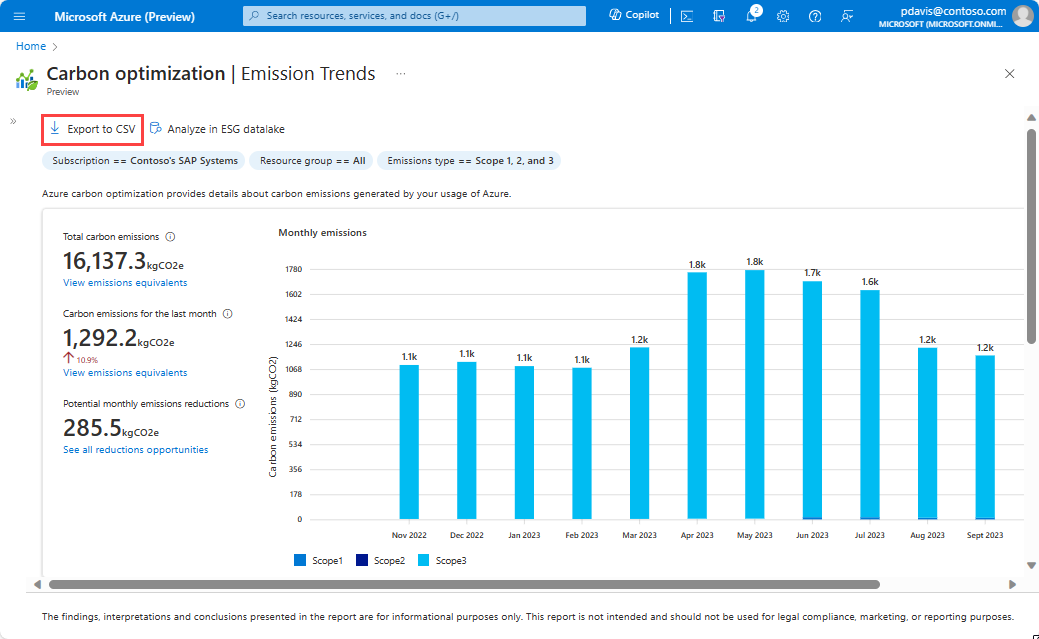 Microsoft Azure (Preview)
Search resources, services, and docs (G+/)
Copilot
2
pdavis@contoso.com
MICROSOFT (MICROSOFT.ONMI...
Home
Carbon optimization | Emission Trends ...
Preview
Export to CSV
Analyze in ESG datalake
Subscription == Contoso's SAP Systems
Resource group == All
Emissions type == Scope 1, 2, and 3
Azure carbon optimization provides details about carbon emissions generated by your usage of Azure.
Total carbon emissions
16,137.3kgCO2e
View emissions equivalents
Carbon emissions for the last month
1,292.2kgCO2e
10.9%
View emissions equivalents
Potential monthly emissions reductions
285.5kgCO2e
See all reductions opportunities
Monthly emissions
Carbon emissions (kgCO2)
1780
1602
1424
1246
1068
890
712
534
356
178
0
1.1k
1.1k
1.1k
1.1k
1.2k
1.8k
1.8k
1.7k
1.6k
1.2k
1.2k
Nov 2022
Dec 2022
Jan 2023
Feb 2023
Mar 2023
Apr 2023
May 2023
Jun 2023
Jul 2023
Aug 2023
Sept 2023
Scope1
Scope2
Scope3
The findings, interpretations and conclusions presented in the report are for informational purposes only. This report is not intended and should not be used for legal compliance, marketing, or reporting purposes.